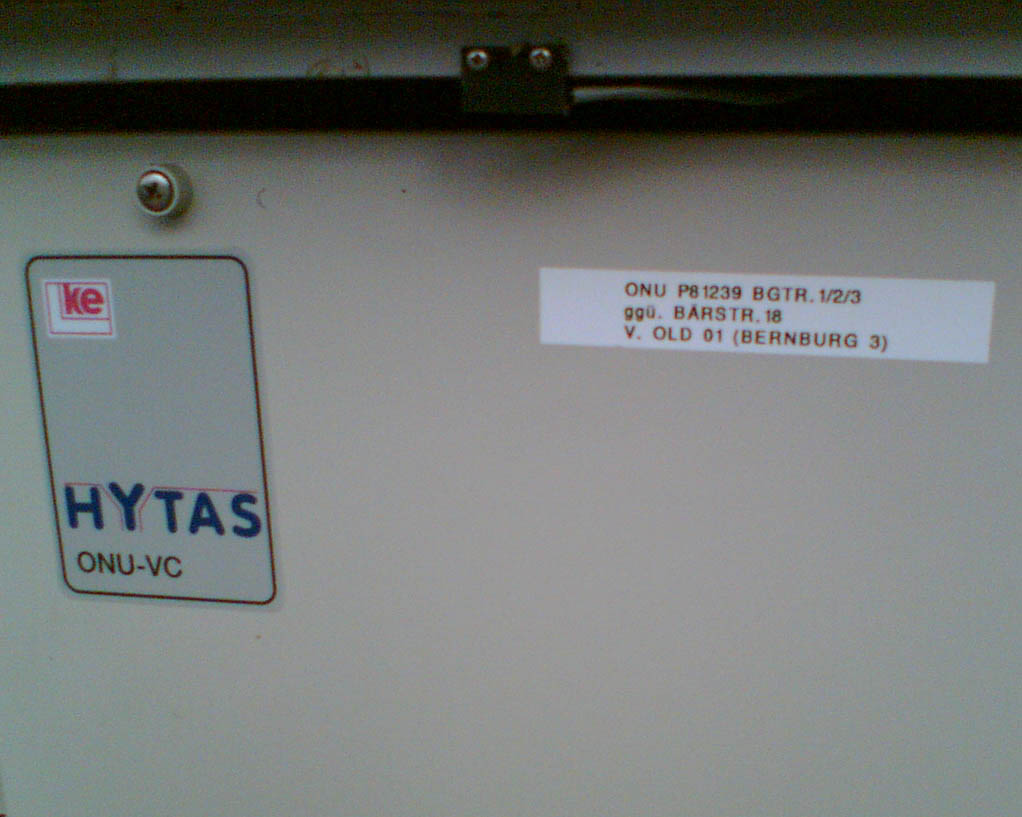 ke
HYTAS
ONU-VC
ONU P81239 BGTR.1/2/3
ggü. BÄRSTR.18
V. OLD 01 (BERNBURG 3)